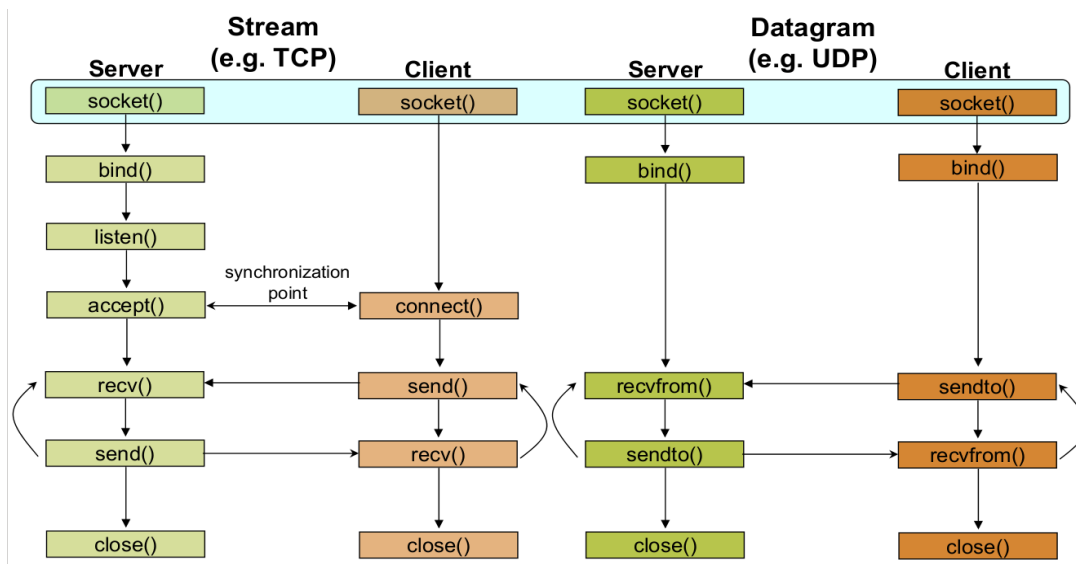 Stream
(e.g. TCP)
Datagram
(e.g. UDP)
Server
Client
Server
Client
socket()
socket()
socket()
socket()
bind()
bind()
bind()
listen()
synchronization
point
accept()
connect()
recv()
send()
recvfrom()
sendto()
send()
recv()
sendto()
recvfrom()
close()
close()
close()
close()